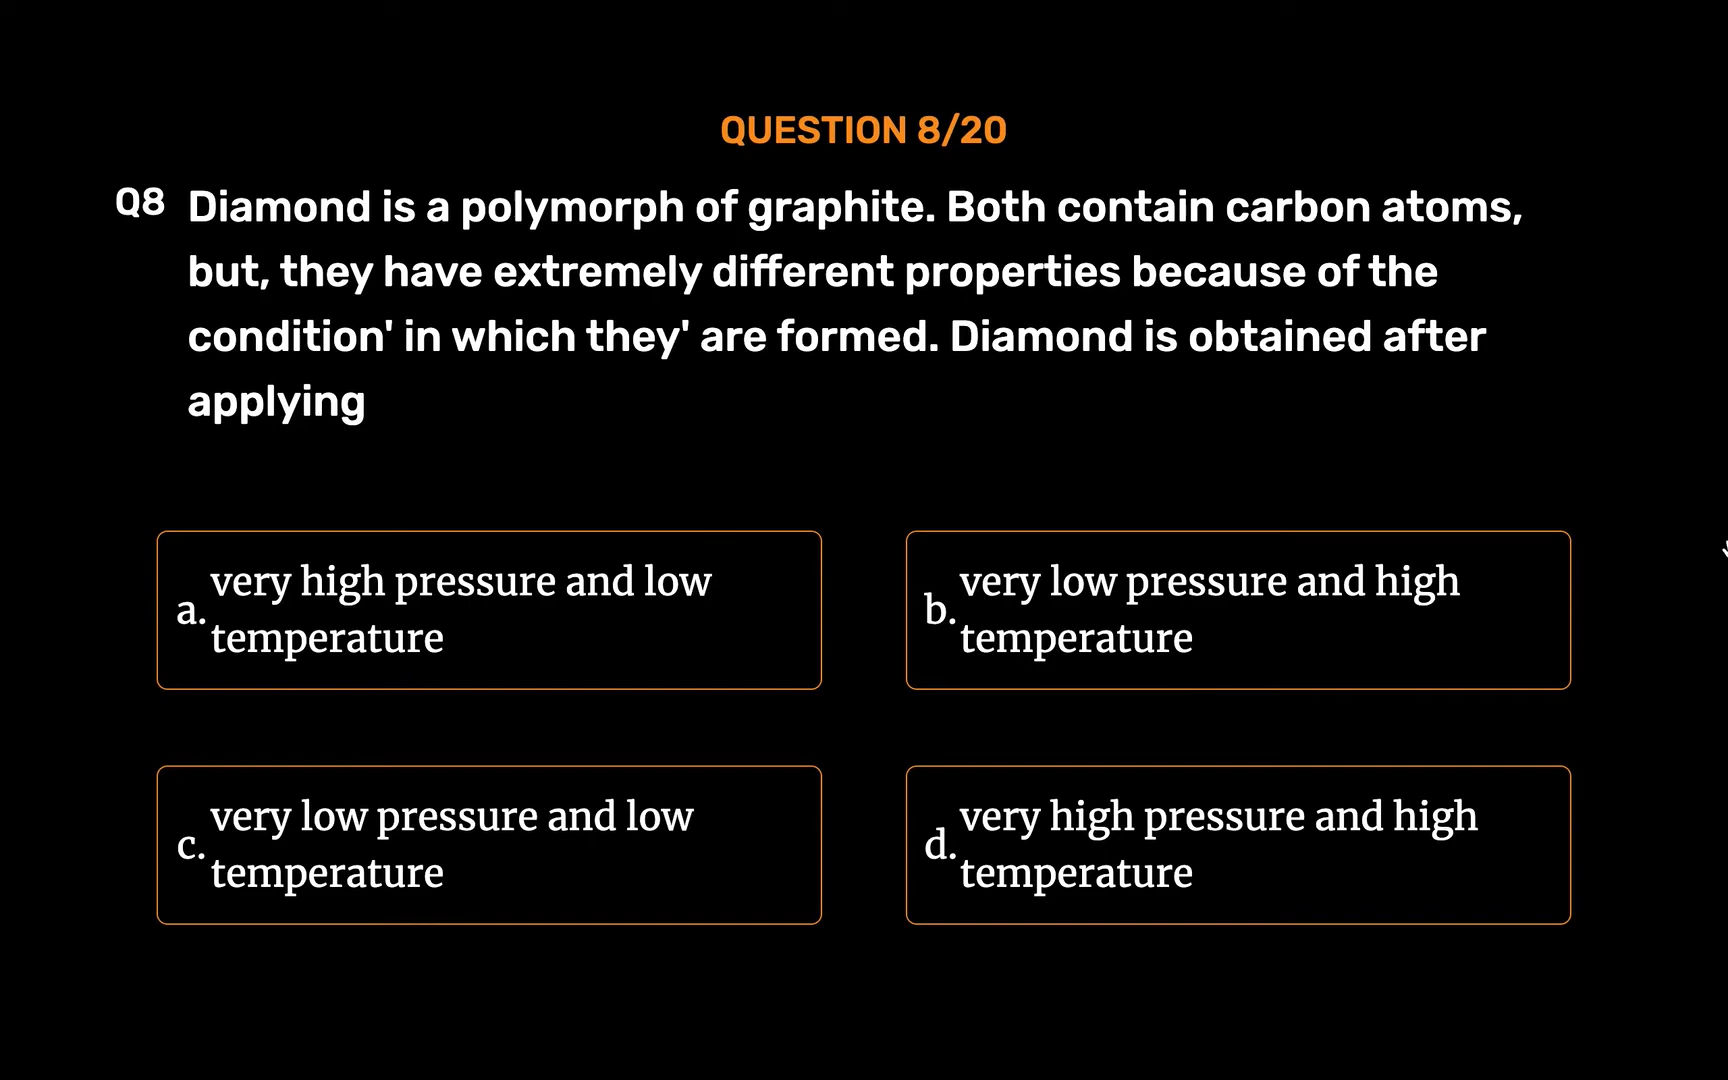 QUESTION 8/20
Q8 Diamond is a polymorph of graphite. Both contain carbon atoms,
but, they have extremely different properties because of the
condition' in which they' are formed. Diamond is obtained after
applying
a. very high pressure and low
temperature
b. very low pressure and high
temperature
c. very low pressure and low
temperature
d. very high pressure and high
temperature